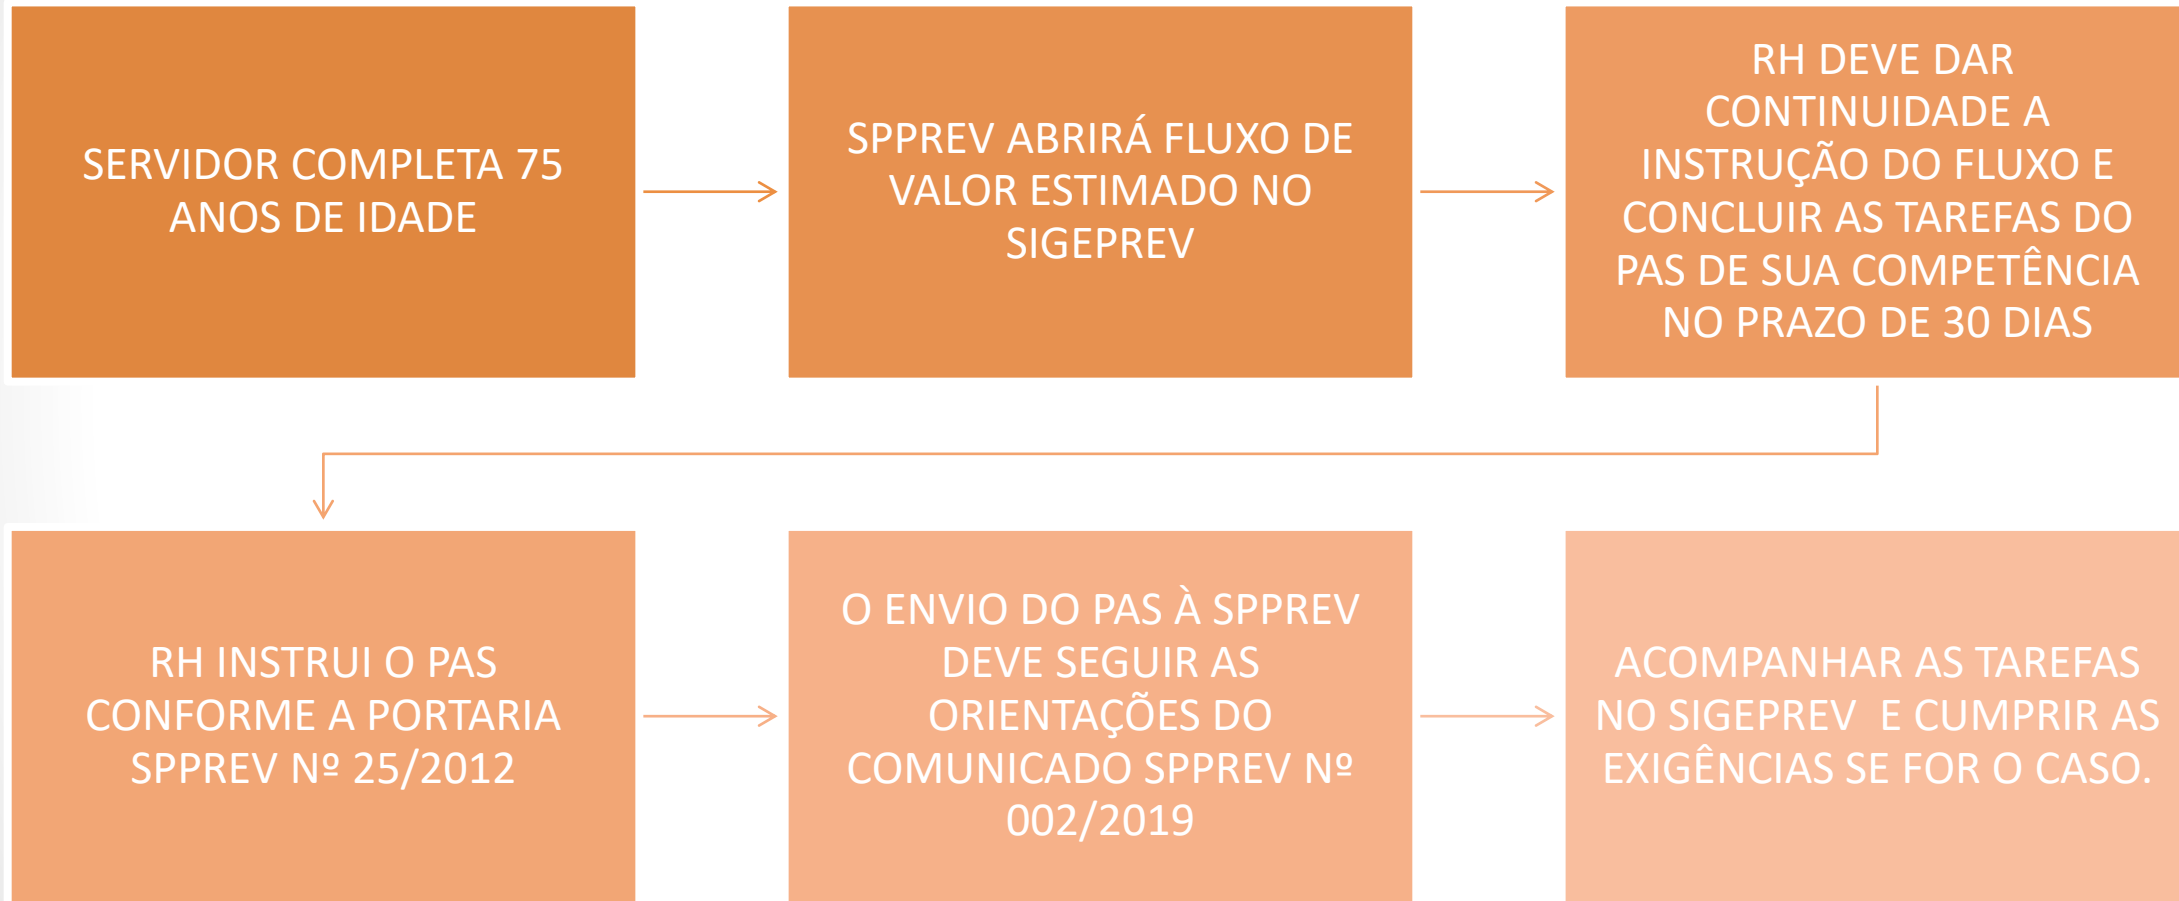 SERVIDOR COMPLETA 75
ANOS DE IDADE
SPPREV ABRIRÁ FLUXO DE
VALOR ESTIMADO NO
SIGEPREV
RH DEVE DAR
CONTINUIDADE A
INSTRUÇÃO DO FLUXO E
CONCLUIR AS TAREFAS DO
PAS DE SUA COMPETÊNCIA
NO PRAZO DE 30 DIAS
RH INSTRUI O PAS
CONFORME A PORTARIA
SPPREV Nº 25/2012
O ENVIO DO PAS À SPPREV
DEVE SEGUIR AS
ORIENTAÇÕES DO
COMUNICADO SPPREV Nº
002/2019
ACOMPANHAR AS TAREFAS
NO SIGEPREV  E CUMPRIR AS
EXIGÊNCIAS SE FOR O CASO.